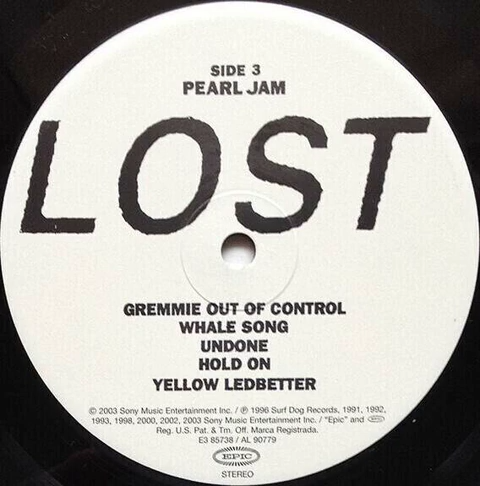 SIDE 3
PEARL JAM
LOST
GREMMIE OUT OF CONTROL
WHALE SONG
UNDONE
HOLD ON
YELLOW LEDBETTER
© 2003 Sony Music Entertainment Inc. / ℗ 1996 Surf Dog Records, 1991, 1992,
1993, 1998, 2000, 2002, 2003 Sony Music Entertainment Inc. / "Epic" and
Reg. U.S. Pat. & Tm. Off. Marca Registrada.
E3 85738 / AL 90779
EPIC
STEREO